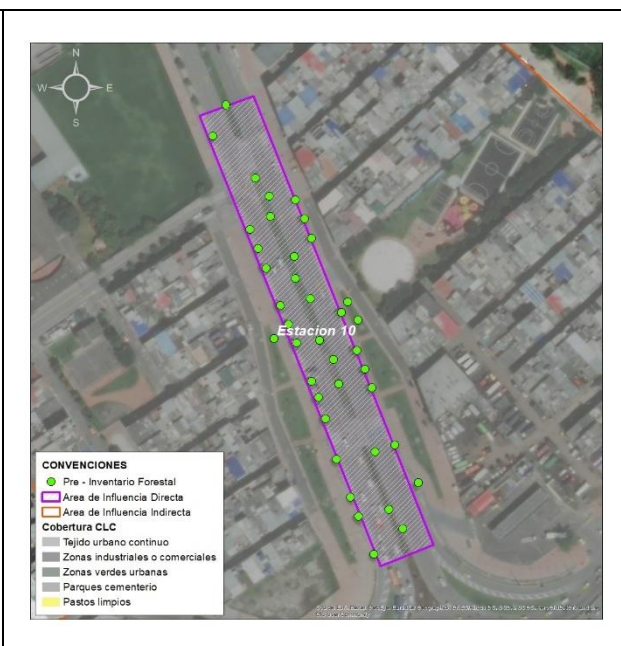 N
W E
S
Estacion 10
CONVENCIONES
Pre - Inventario Forestal
Area de Influencia Directa
Area de Influencia Indirecta
Cobertura CLC
Tejido urbano continuo
Zonas industriales o comerciales
Zonas verdes urbanas
Parques cementerio
Pastos limpios